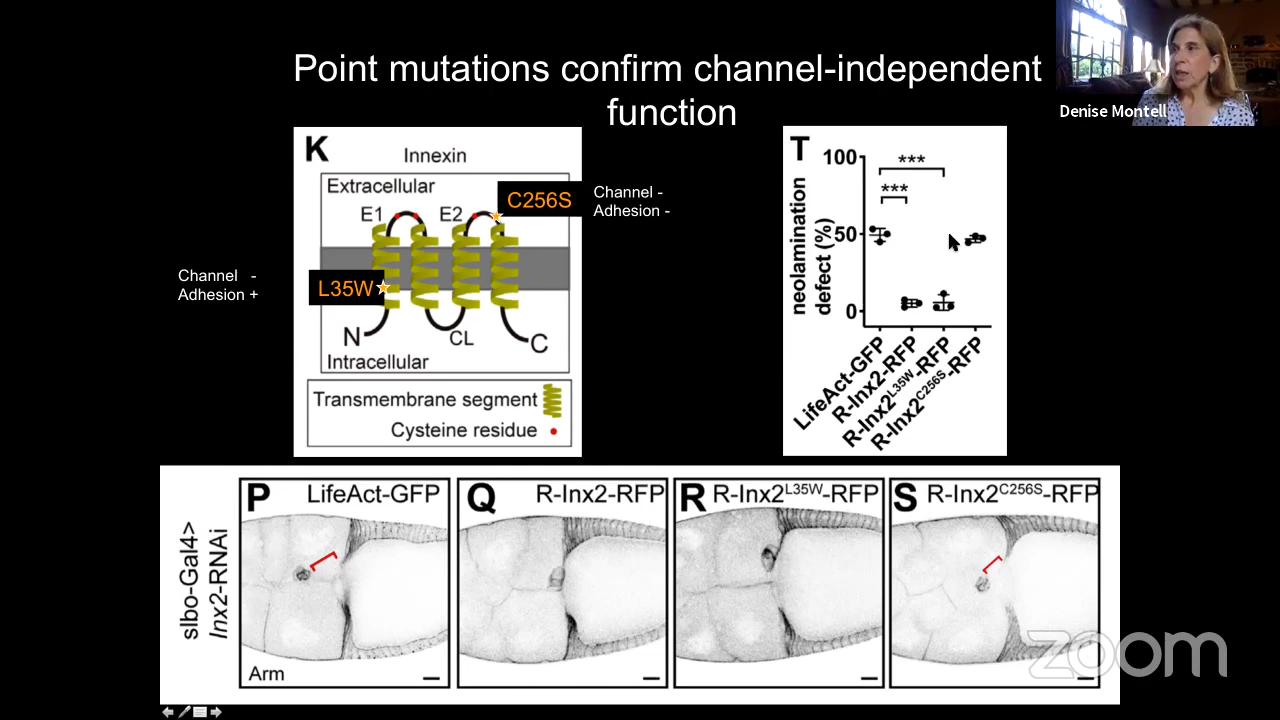 Point mutations confirm channel-independent
function
Denise Montell
K
Innexin
Extracellular
E1
E2
C256S
Channel -
Adhesion -
Channel -
Adhesion +
L35W
N
CL
C
Intracellular
Transmembrane segment
Cysteine residue
T
neolamination
defect (%)
100
50
0
***
***
LifeAct-GFP
R-Inx2-RFP
R-Inx2L35W-RFP
R-Inx2C256S-RFP
slbo-Gal4>
Inx2-RNAi
P LifeAct-GFP
Q R-Inx2-RFP
R R-Inx2L35W-RFP
S R-Inx2C256S-RFP
Arm
zoom